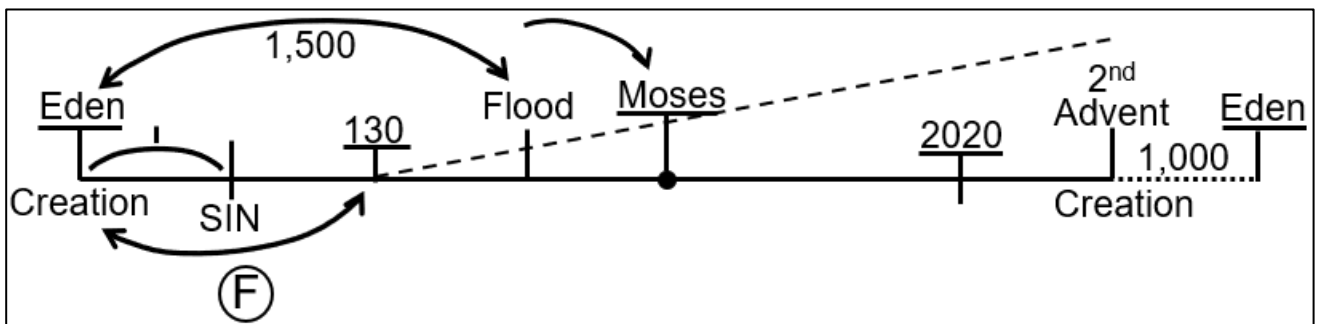 1,500
Eden
130
Flood
Moses
2020
2nd
Advent
Eden
1,000
Creation
SIN
Creation
F